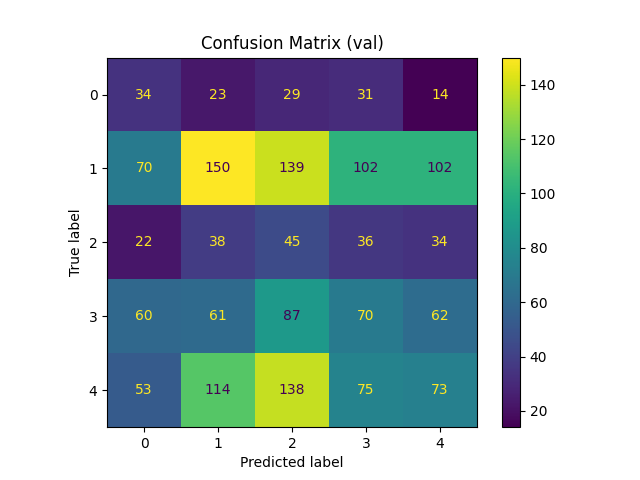 Confusion Matrix (val)
0 34 23 29 31 14
1 70 150 139 102 102
2 22 38 45 36 34
3 60 61 87 70 62
4 53 114 138 75 73
0 1 2 3 4
Predicted label
True label
140
120
100
80
60
40
20